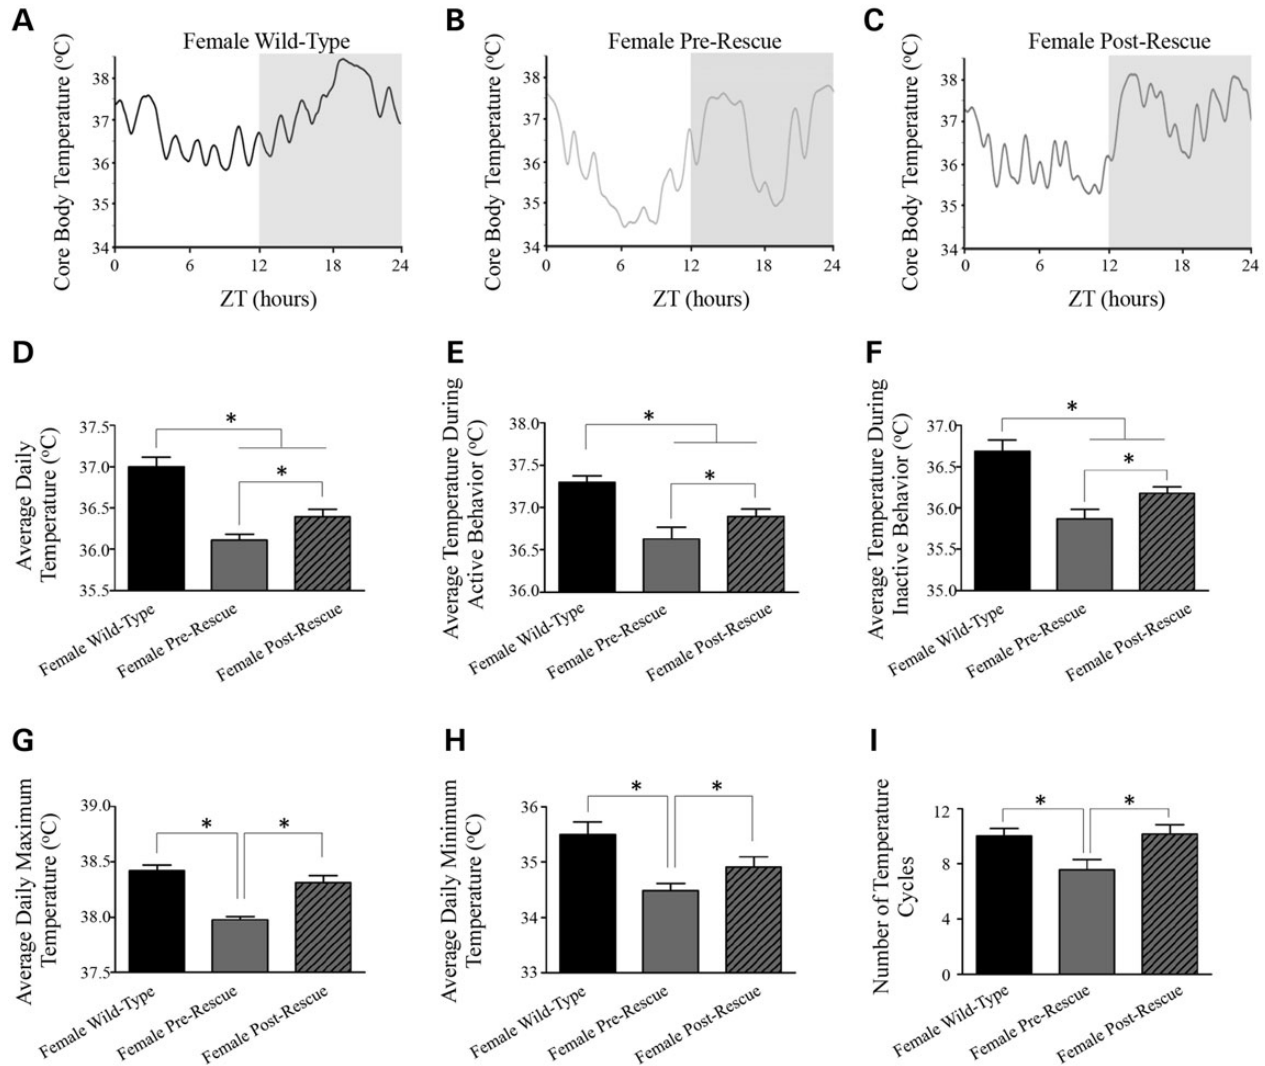 A
Female Wild-Type
Core Body Temperature (ºC)
38
37
36
35
34
0 6 12 18 24
ZT (hours)
B
Female Pre-Rescue
Core Body Temperature (ºC)
38
37
36
35
34
0 6 12 18 24
ZT (hours)
C
Female Post-Rescue
Core Body Temperature (ºC)
38
37
36
35
34
0 6 12 18 24
ZT (hours)
D
Average Daily
Temperature (ºC)
37.5
37.0
36.5
36.0
35.5
*
*
Female Wild-Type
Female Pre-Rescue
Female Post-Rescue
E
Average Temperature During
Active Behavior (ºC)
38.0
37.5
37.0
36.5
36.0
*
*
Female Wild-Type
Female Pre-Rescue
Female Post-Rescue
F
Average Temperature During
Inactive Behavior (ºC)
37.0
36.5
36.0
35.5
35.0
*
*
Female Wild-Type
Female Pre-Rescue
Female Post-Rescue
G
Average Daily Maximum
Temperature (ºC)
39.0
38.5
38.0
37.5
*
*
Female Wild-Type
Female Pre-Rescue
Female Post-Rescue
H
Average Daily Minimum
Temperature (ºC)
36
35
34
33
*
*
Female Wild-Type
Female Pre-Rescue
Female Post-Rescue
I
Number of Temperature
Cycles
12
8
4
0
*
*
Female Wild-Type
Female Pre-Rescue
Female Post-Rescue